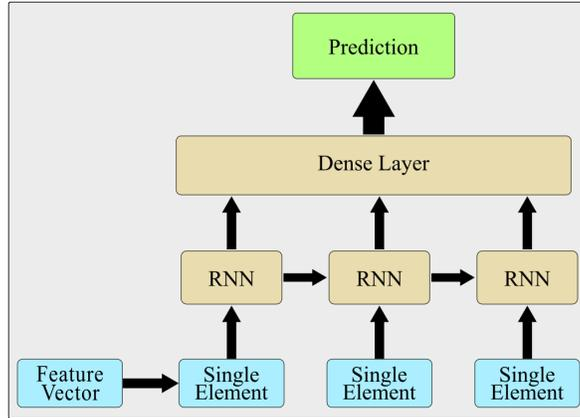 Prediction
Dense Layer
RNN
RNN
RNN
Feature
Vector
Single
Element
Single
Element
Single
Element